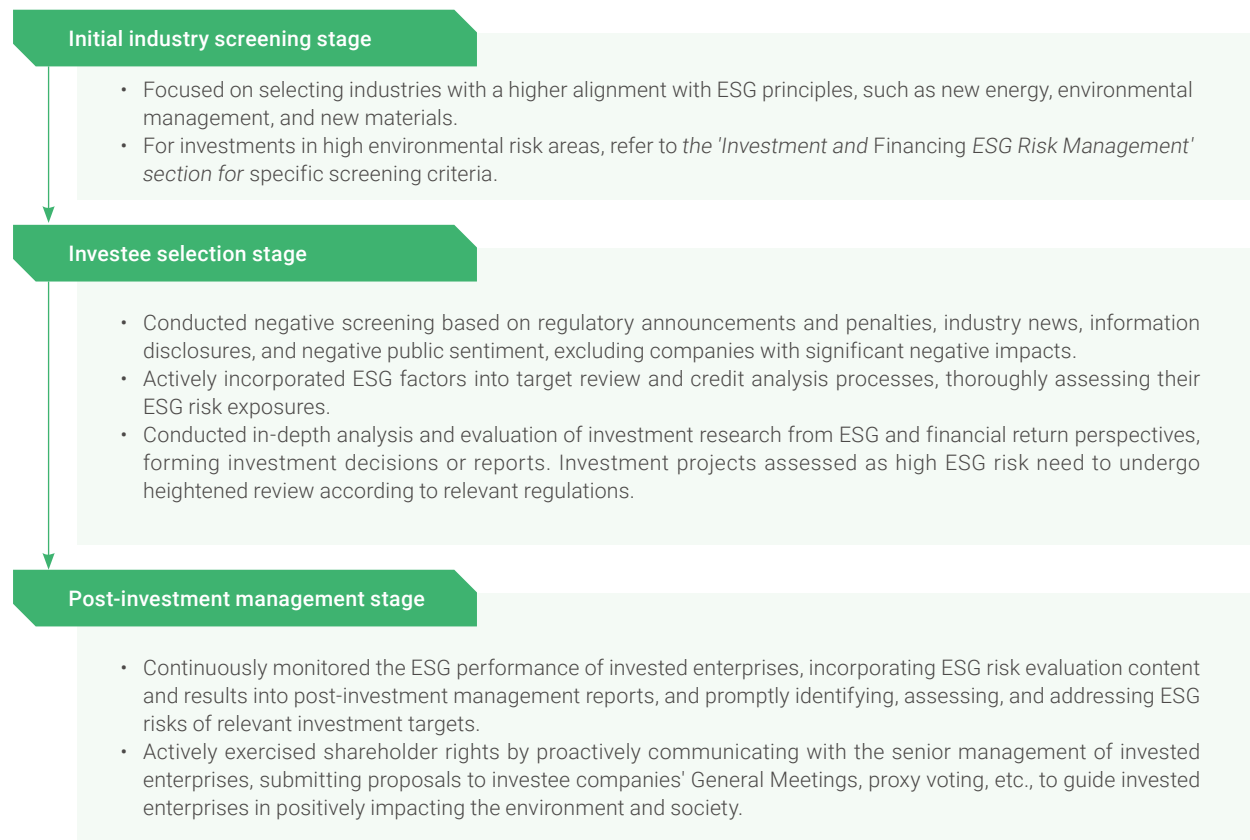 Initial industry screening stage
• Focused on selecting industries with a higher alignment with ESG principles, such as new energy, environmental
management, and new materials.
• For investments in high environmental risk areas, refer to the 'Investment and Financing ESG Risk Management'
section for specific screening criteria.
Investee selection stage
• Conducted negative screening based on regulatory announcements and penalties, industry news, information
disclosures, and negative public sentiment, excluding companies with significant negative impacts.
• Actively incorporated ESG factors into target review and credit analysis processes, thoroughly assessing their
ESG risk exposures.
• Conducted in-depth analysis and evaluation of investment research from ESG and financial return perspectives,
forming investment decisions or reports. Investment projects assessed as high ESG risk need to undergo
heightened review according to relevant regulations.
Post-investment management stage
• Continuously monitored the ESG performance of invested enterprises, incorporating ESG risk evaluation content
and results into post-investment management reports, and promptly identifying, assessing, and addressing ESG
risks of relevant investment targets.
• Actively exercised shareholder rights by proactively communicating with the senior management of invested
enterprises, submitting proposals to investee companies' General Meetings, proxy voting, etc., to guide invested
enterprises in positively impacting the environment and society.